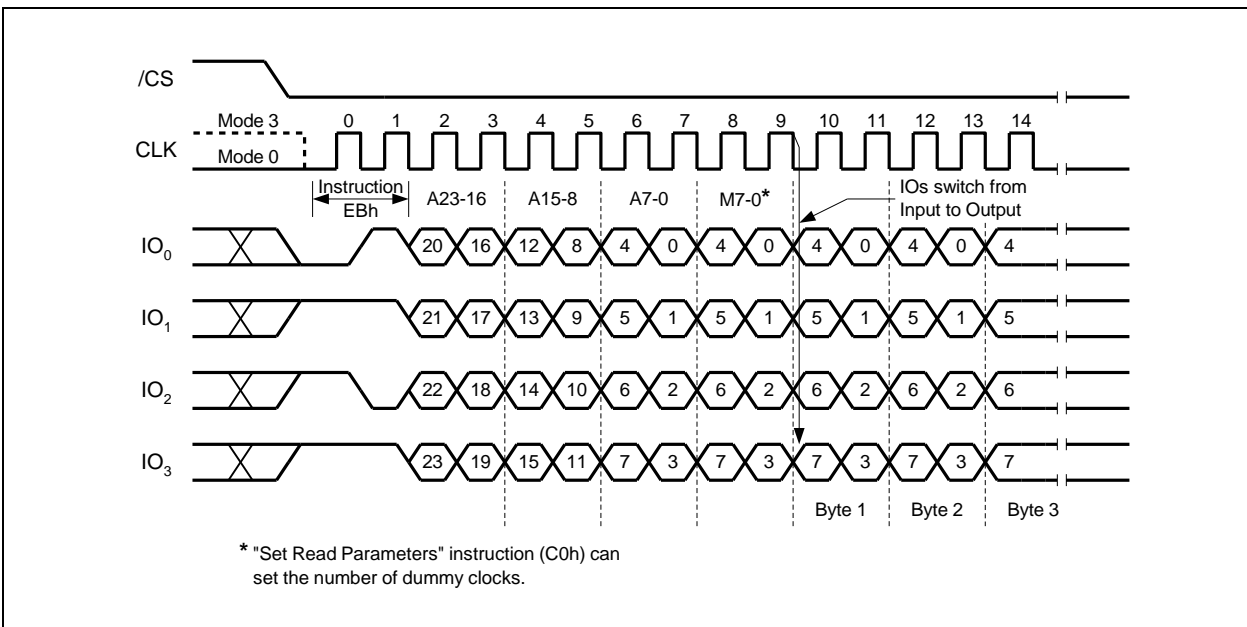 /CS
Mode 3 0 1 2 3 4 5 6 7 8 9 10 11 12 13 14
CLK
Mode 0
Instruction
EBh
A23-16 A15-8 A7-0 M7-0*
IOs switch from
Input to Output
IO0 20 16 12 8 4 0 4 0 4 0 4 0 4
IO1 21 17 13 9 5 1 5 1 5 1 5 1 5
IO2 22 18 14 10 6 2 6 2 6 2 6 2 6
IO3 23 19 15 11 7 3 7 3 7 3 7 3 7
Byte 1 Byte 2 Byte 3
* "Set Read Parameters" instruction (C0h) can
set the number of dummy clocks.